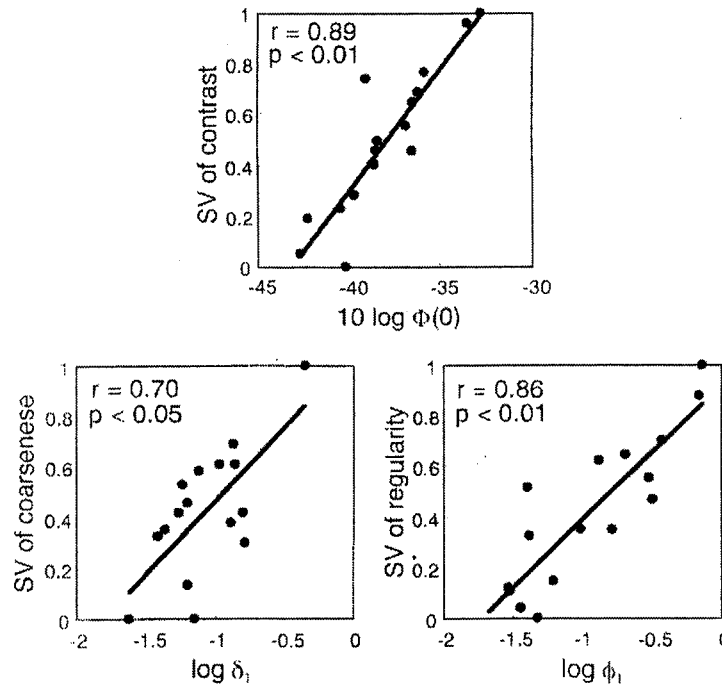 r = 0.89
p < 0.01
SV of contrast
1
0.8
0.6
0.4
0.2
0
-45
-40
-35
-30
10 log Φ(0)
r = 0.70
p < 0.05
SV of coarsenese
1
0.8
0.6
0.4
0.2
0
-2
-1.5
-1
-0.5
0
log δ₁
r = 0.86
p < 0.01
SV of regularity
1
0.8
0.6
0.4
0.2
0
-2
-1.5
-1
-0.5
0
log ϕ₁